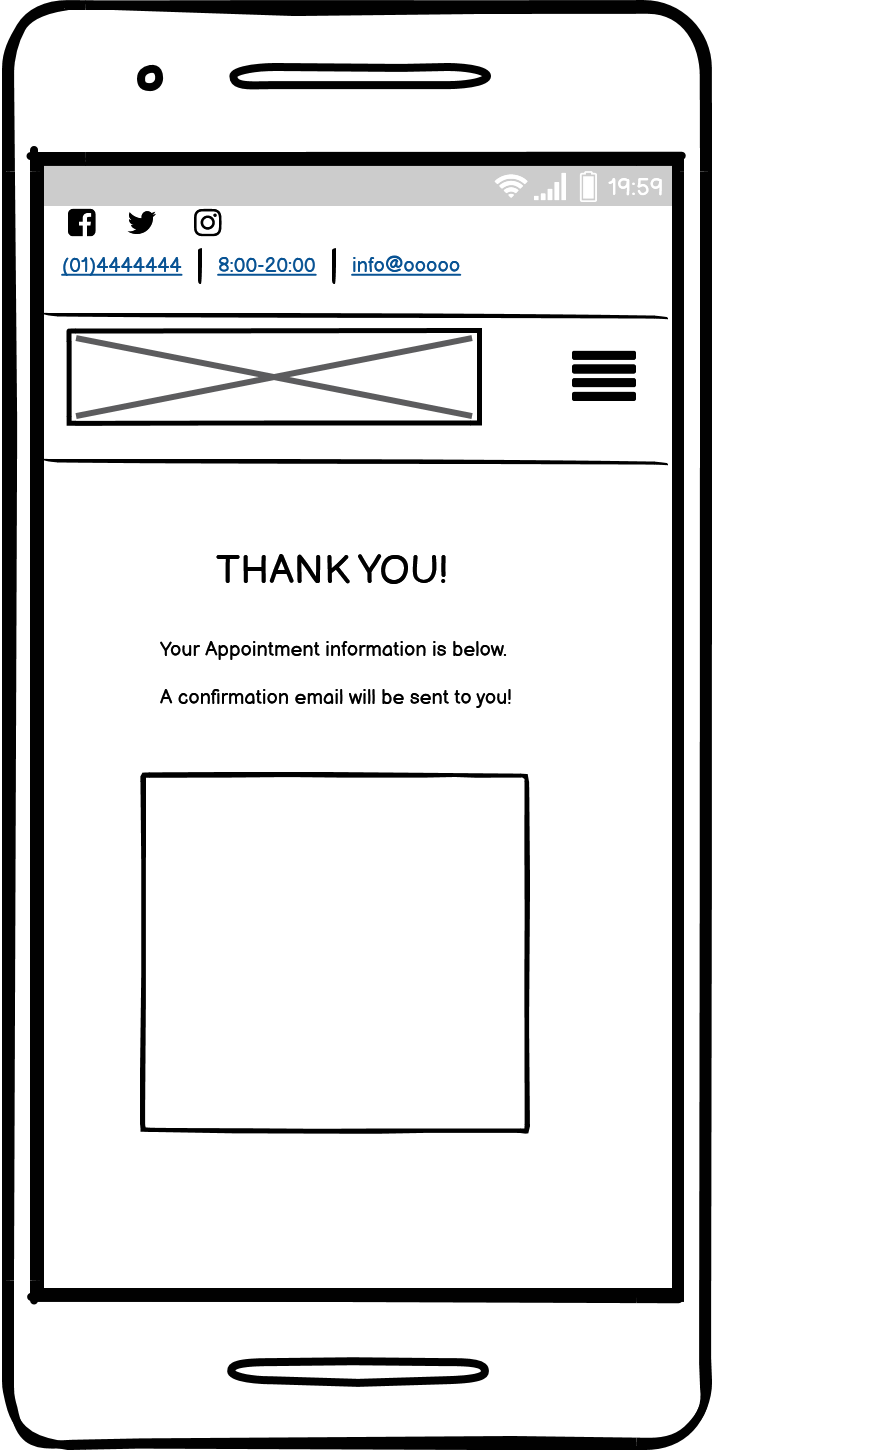 19:59
(01)4444444 8:00-20:00 info@ooooo
THANK YOU!
Your Appointment information is below.
A confirmation email will be sent to you!